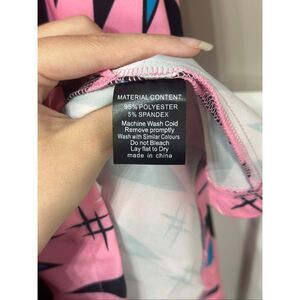 MATERIAL CONTENT
95% POLYESTER
5% SPANDEX
Machine Wash Cold
Remove promptly
Wash with Similar Colours
Do not Bleach
Lay flat to Dry
made in china